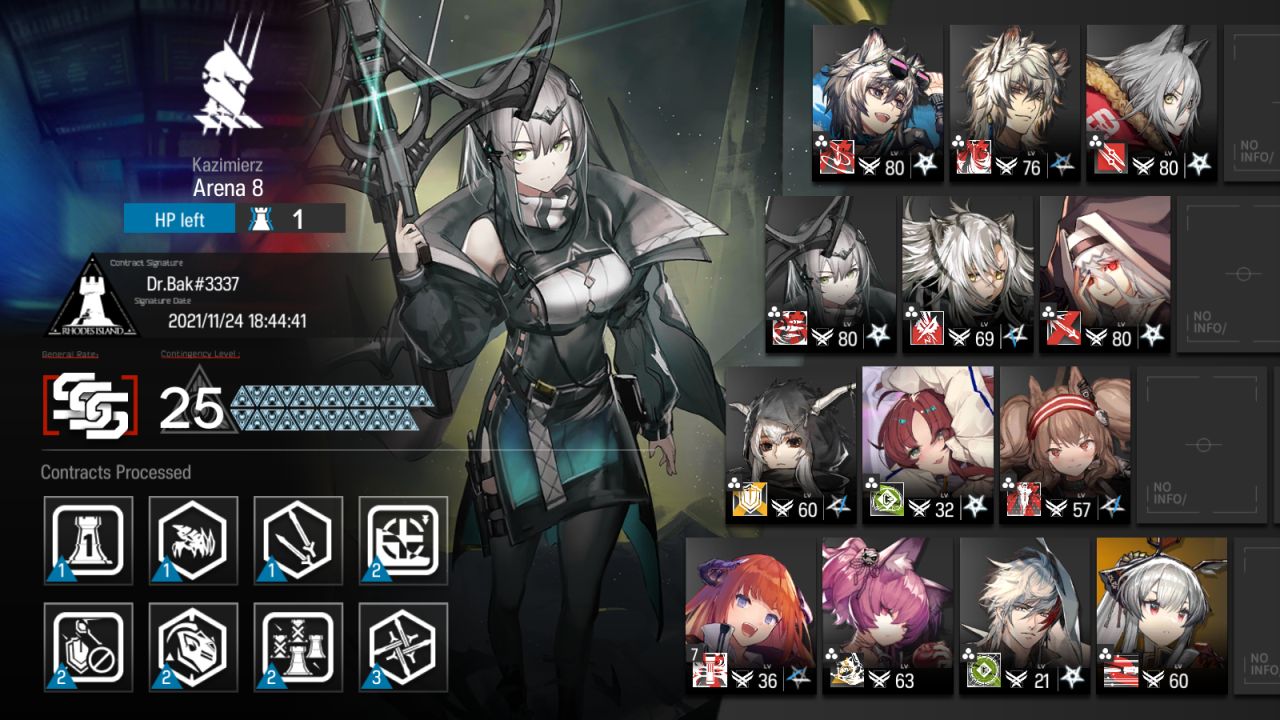 Kazimierz
Arena 8
HP left 1
Contract Signature
Dr.Bak#3337
Signature Date
2021/11/24 18:44:41
RHODES ISLAND
General Rate:
Contingency Level :
25
Contracts Processed
1 1 1 2
2 2 2 3
LV 80 LV 76 LV 80 NO INFO/
LV 80 LV 69 LV 80 NO INFO/
LV 60 LV 32 LV 57 NO INFO/
7 LV 36 LV 63 LV 21 LV 60 NO INFO